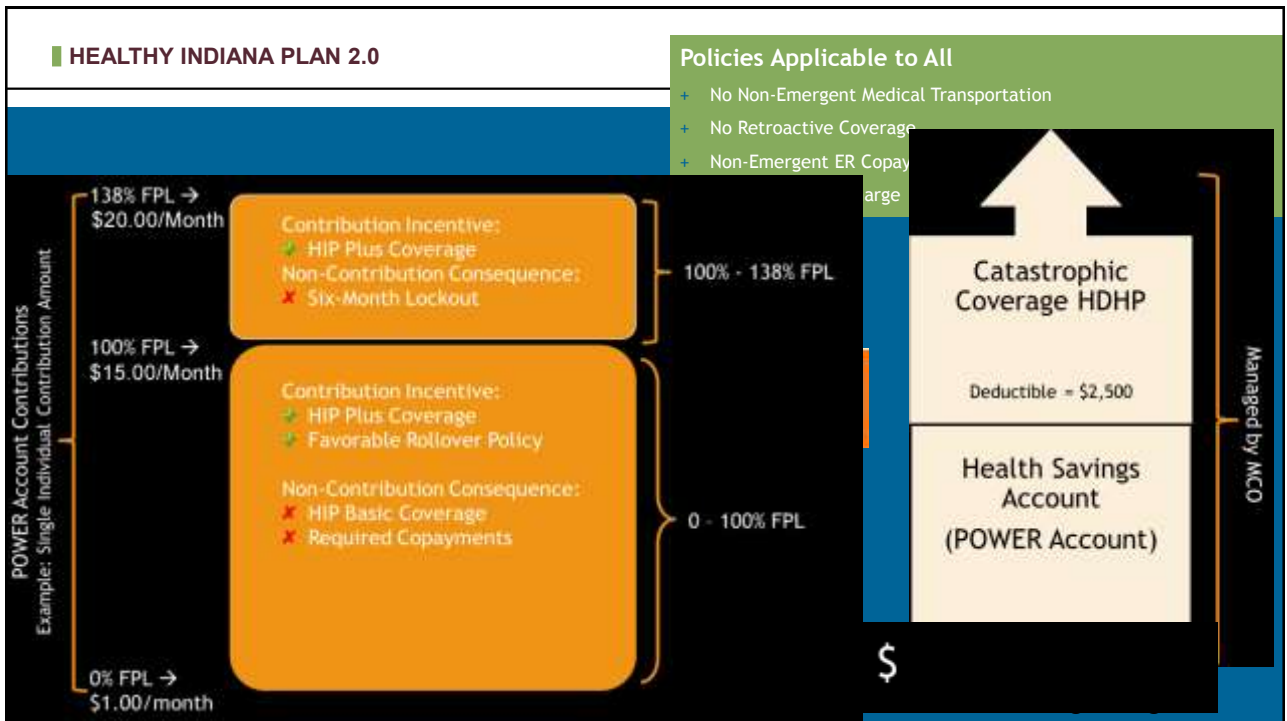 HEALTHY INDIANA PLAN 2.0
Policies Applicable to All
+ No Non-Emergent Medical Transportation
+ No Retroactive Coverage
+ Non-Emergent ER Copay
arge
POWER Account Contributions
Example: Single Individual Contribution Amount
138% FPL →
$20.00/Month
Contribution Incentive:
HIP Plus Coverage
Non-Contribution Consequence:
✗ Six-Month Lockout
100% - 138% FPL
100% FPL →
$15.00/Month
Contribution Incentive:
HIP Plus Coverage
Favorable Rollover Policy
Non-Contribution Consequence:
✗ HIP Basic Coverage
✗ Required Copayments
0 - 100% FPL
0% FPL →
$1.00/month
Catastrophic
Coverage HDHP
Deductible = $2,500
Health Savings
Account
(POWER Account)
Managed by MCO
$